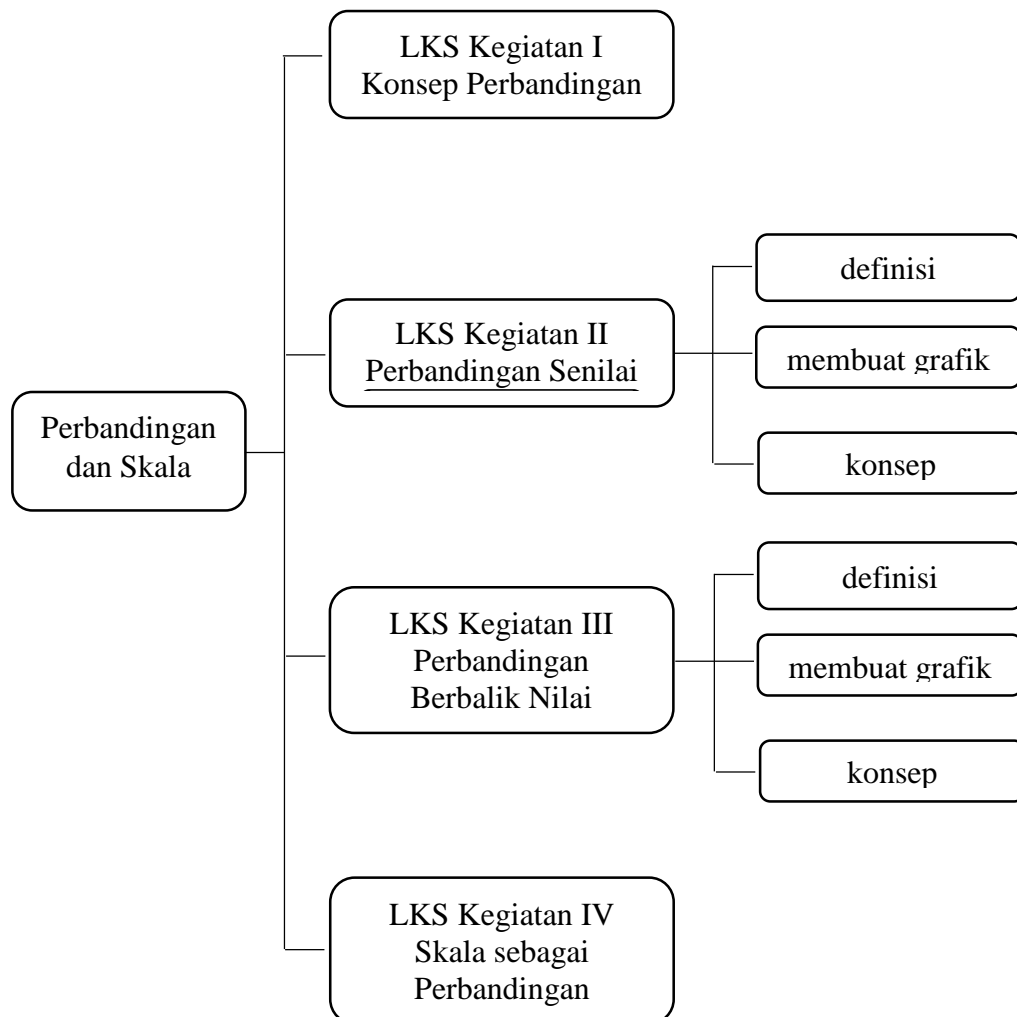 LKS Kegiatan I
Konsep Perbandingan
definisi
LKS Kegiatan II
Perbandingan Senilai
membuat grafik
konsep
Perbandingan
dan Skala
definisi
LKS Kegiatan III
Perbandingan
Berbalik Nilai
membuat grafik
konsep
LKS Kegiatan IV
Skala sebagai
Perbandingan